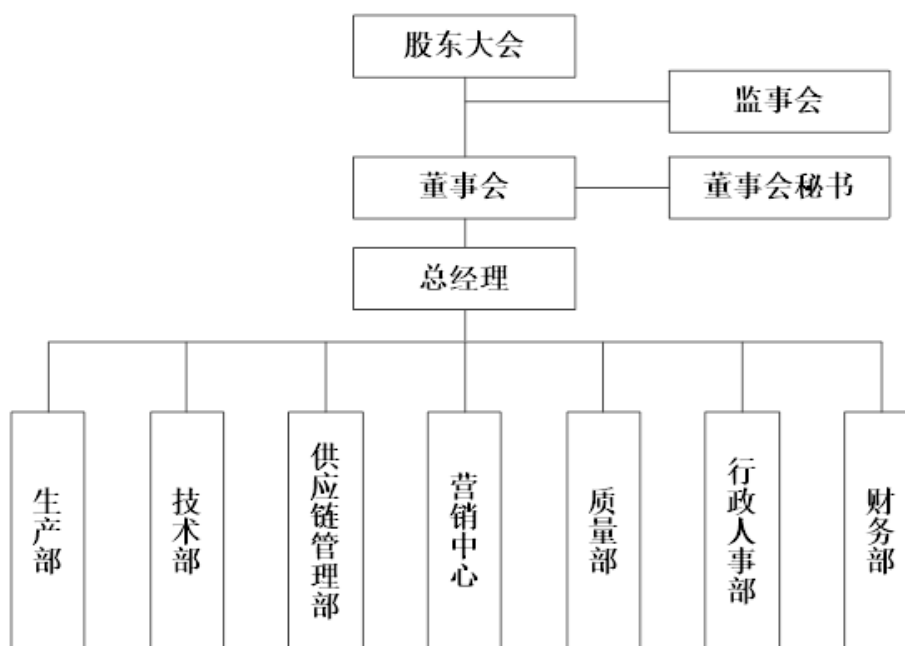 股东大会
监事会
董事会
董事会秘书
总经理
生产部
技术部
供应链管理部
营销中心
质量部
行政人事部
财务部